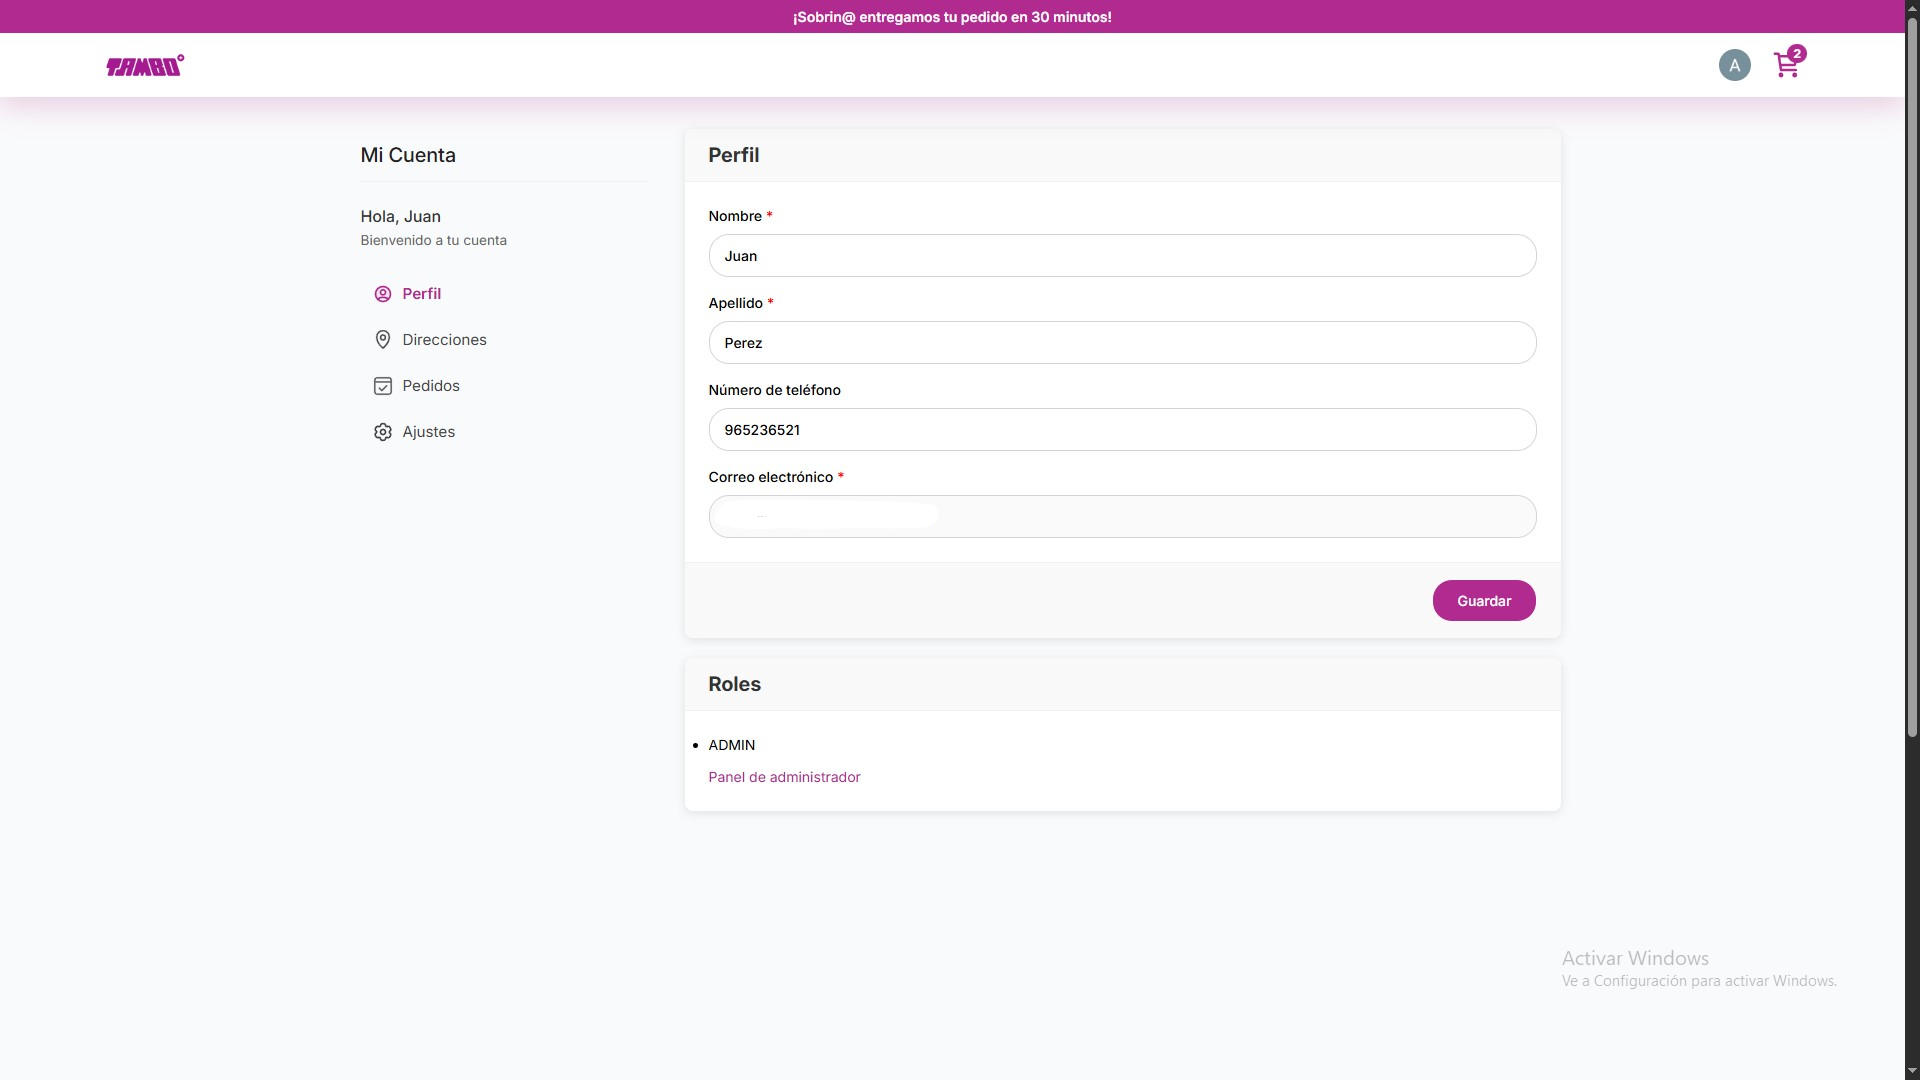 ¡Sobrin@ entregamos tu pedido en 30 minutos!
TAMBO+
A
2
Mi Cuenta
Hola, Juan
Bienvenido a tu cuenta
Perfil
Direcciones
Pedidos
Ajustes
Perfil
Nombre *
Juan
Apellido *
Perez
Número de teléfono
965236521
Correo electrónico *
Guardar
Roles
• ADMIN
Panel de administrador
Activar Windows
Ve a Configuración para activar Windows.